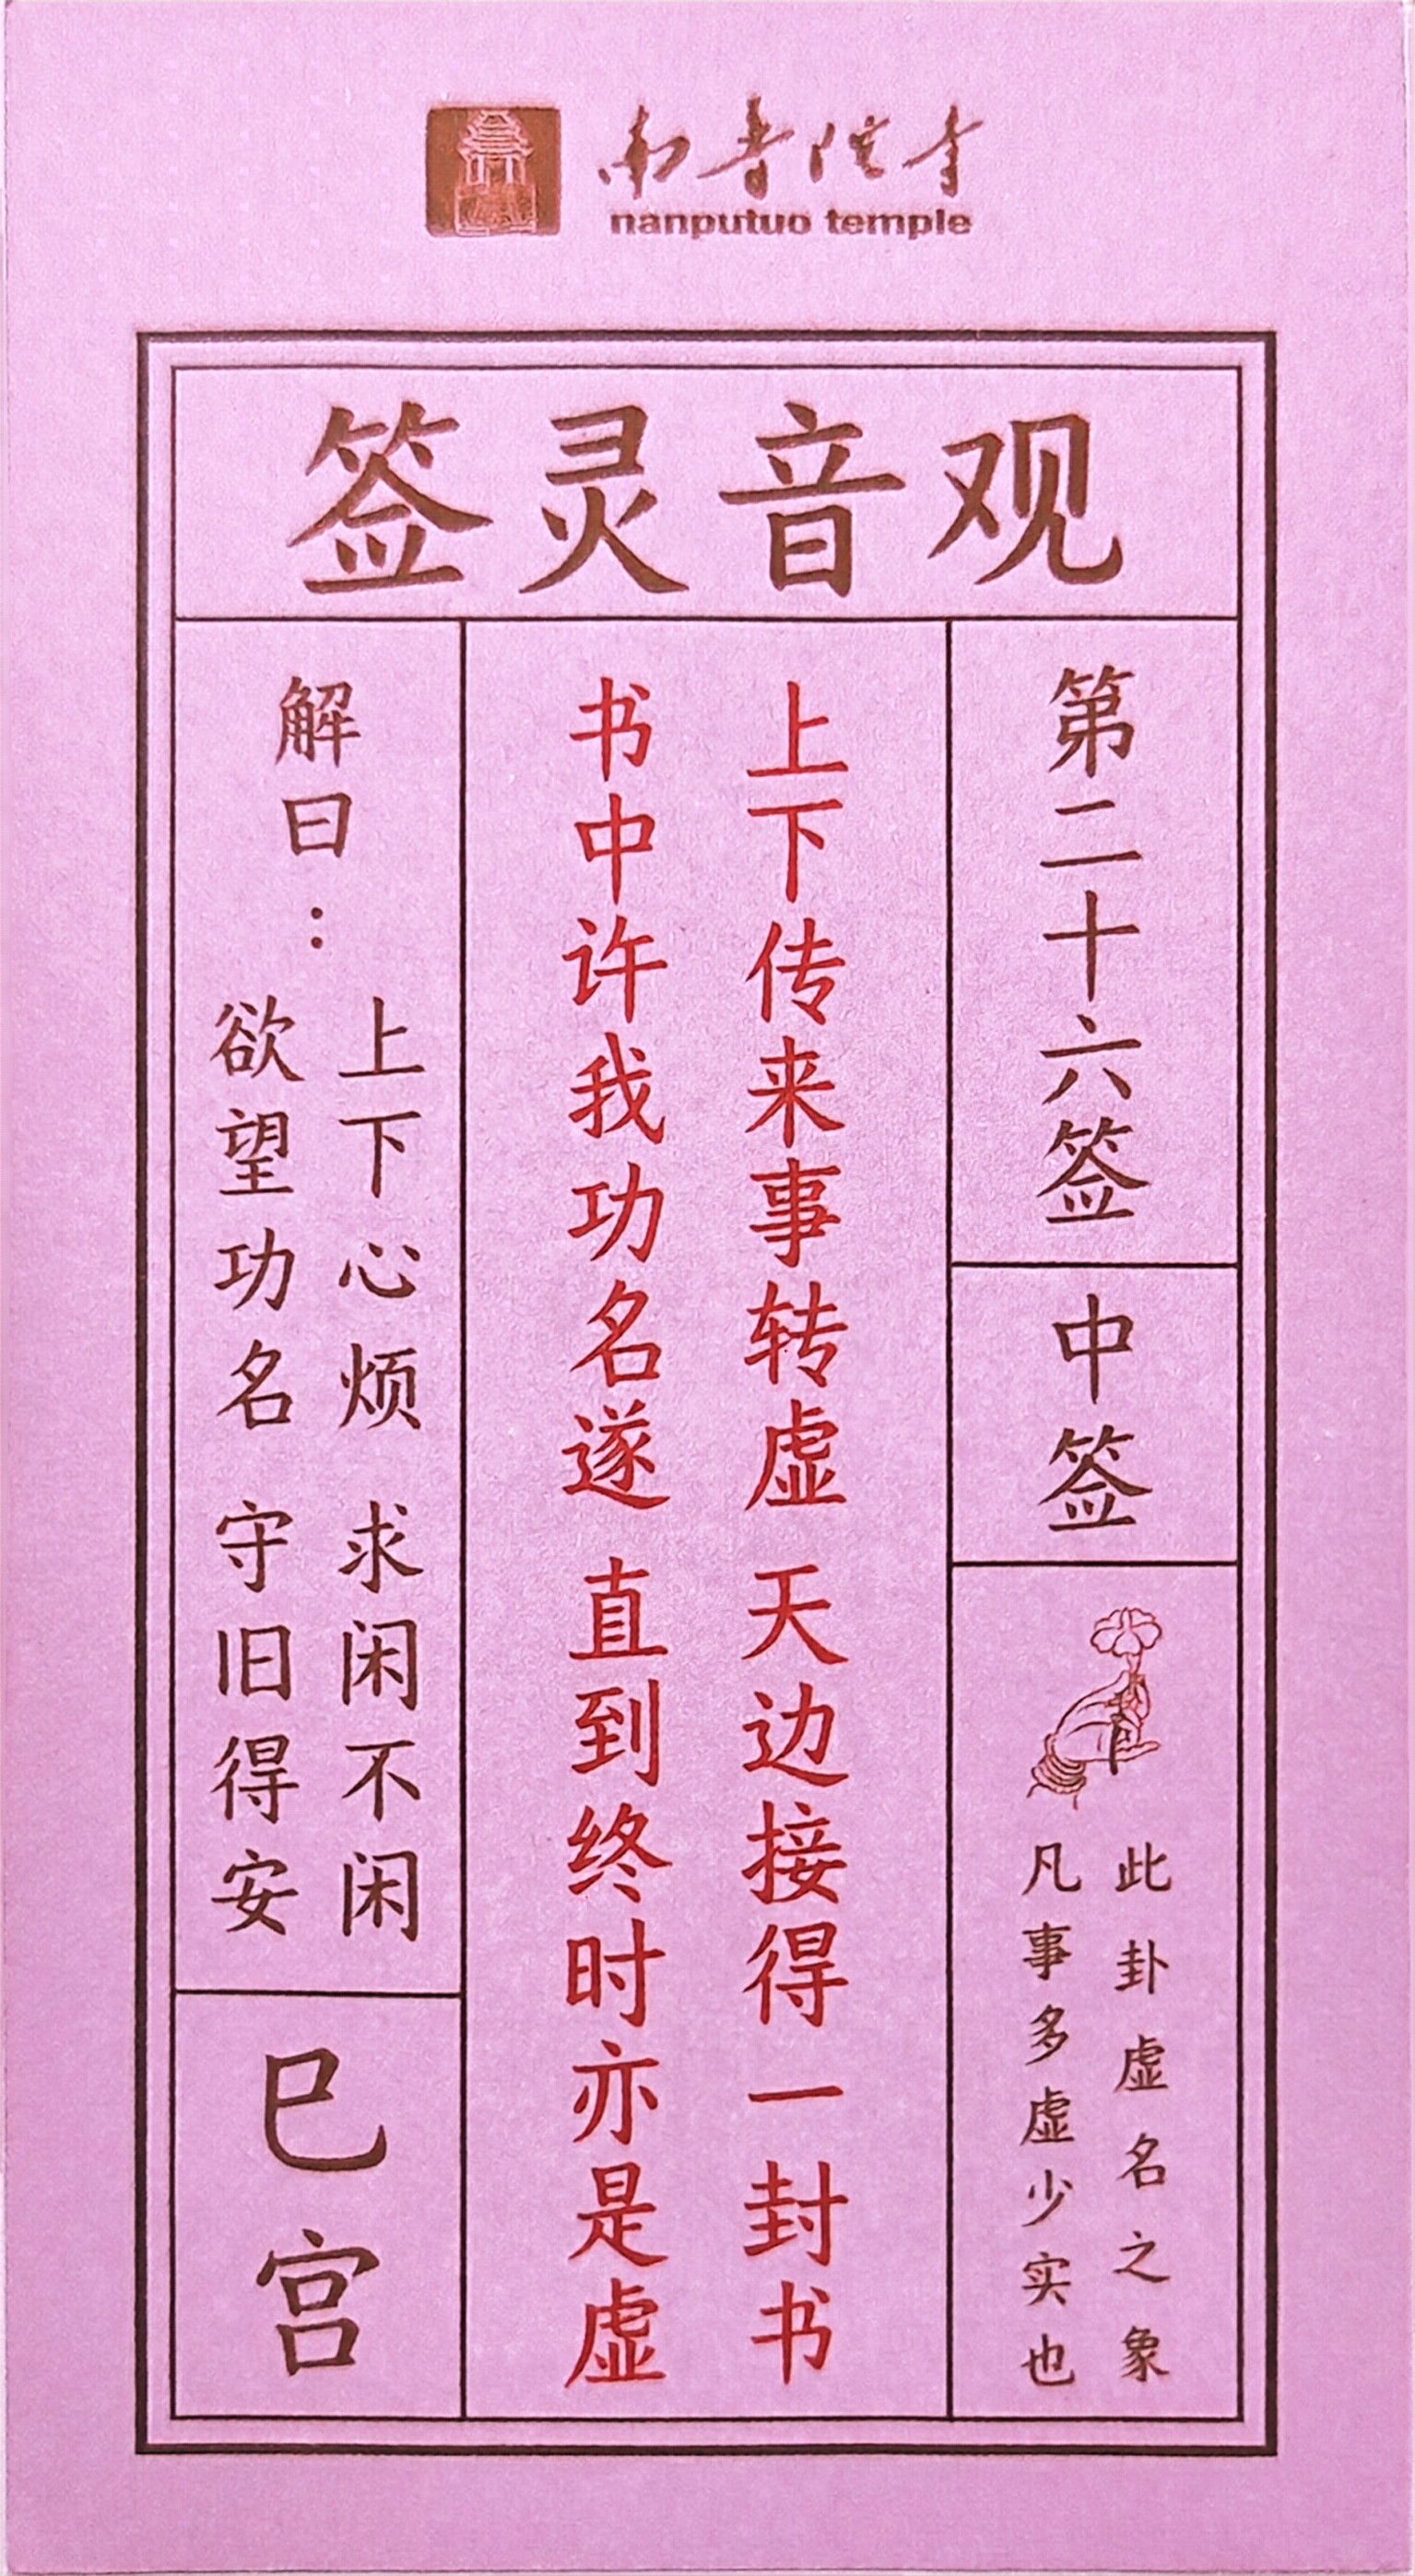 南普陀寺
nanputuo temple
观音灵签
第二十六签
中签
此卦虚名之象
凡事多虚少实也
上下传来事转虚 天边接得一封书
书中许我功名遂 直到终时亦是虚
解曰：
上下心烦 求闲不闲
欲望功名 守旧得安
巳宫